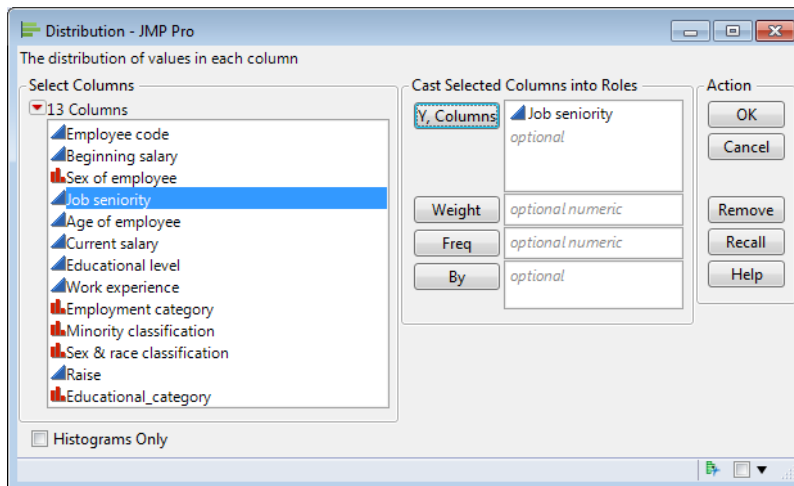 Distribution - JMP Pro
The distribution of values in each column
Select Columns
13 Columns
Employee code
Beginning salary
Sex of employee
Job seniority
Age of employee
Current salary
Educational level
Work experience
Employment category
Minority classification
Sex & race classification
Raise
Educational_category
Histograms Only
Cast Selected Columns into Roles
Y, Columns
Job seniority
optional
Weight
optional numeric
Freq
optional numeric
By
optional
Action
OK
Cancel
Remove
Recall
Help